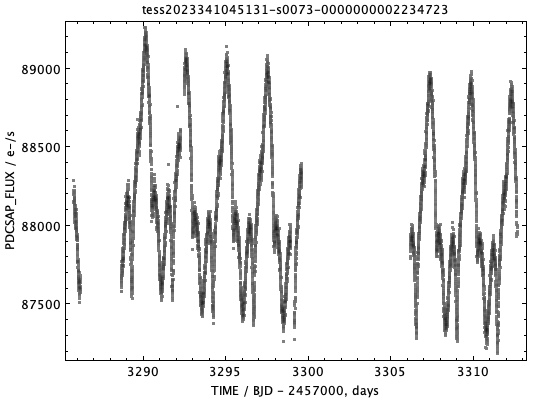 tess2023341045131-s0073-0000000002234723
89000
88500
88000
87500
PDCSAP_FLUX / e-/s
3290 3295 3300 3305 3310
TIME / BJD - 2457000, days